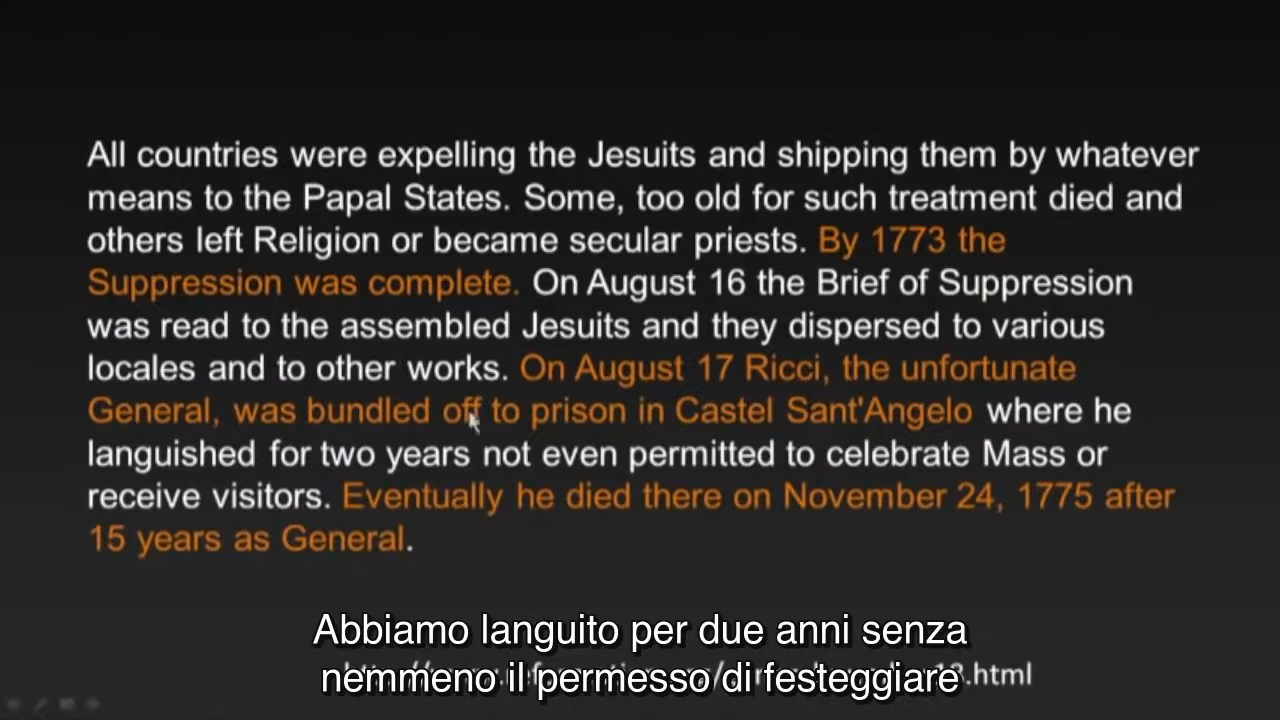 All countries were expelling the Jesuits and shipping them by whatever
means to the Papal States. Some, too old for such treatment died and
others left Religion or became secular priests. By 1773 the
Suppression was complete. On August 16 the Brief of Suppression
was read to the assembled Jesuits and they dispersed to various
locales and to other works. On August 17 Ricci, the unfortunate
General, was bundled off to prison in Castel Sant'Angelo where he
languished for two years not even permitted to celebrate Mass or
receive visitors. Eventually he died there on November 24, 1775 after
15 years as General.
Abbiamo languito per due anni senza
nemmeno il permesso di festeggiare